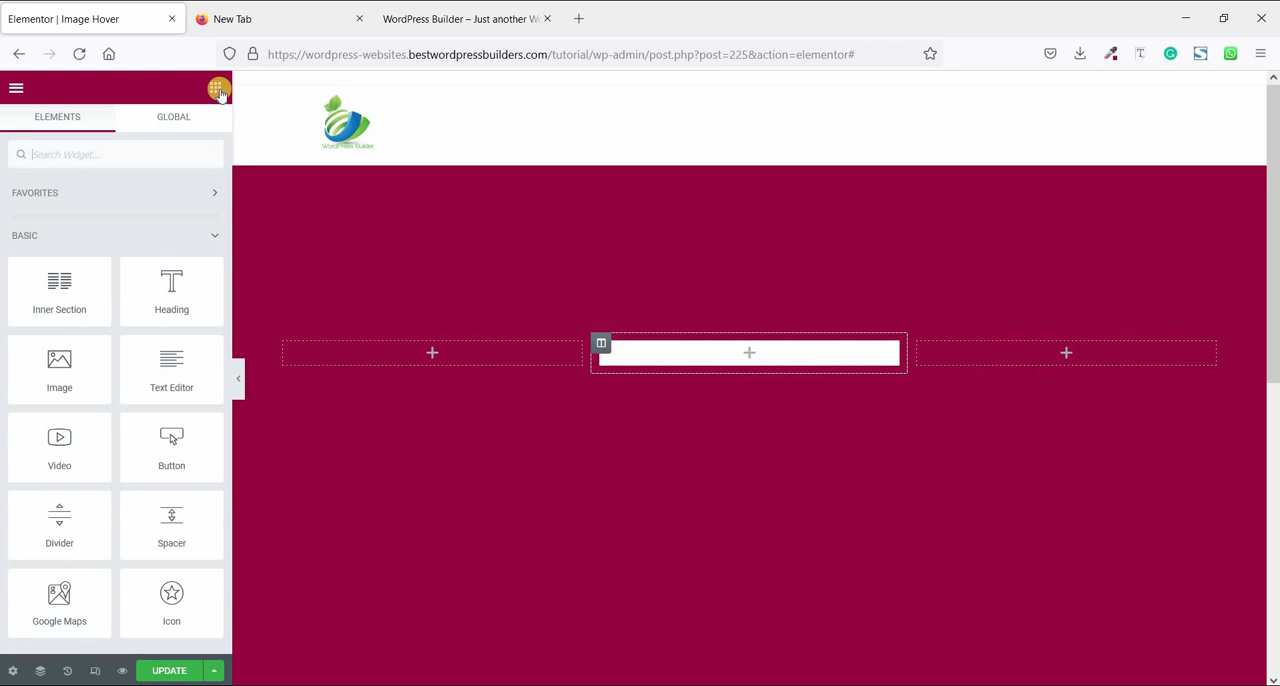 Elementor | Image Hover
New Tab
WordPress Builder – Just another W
https://wordpress-websites.bestwordpressbuilders.com/tutorial/wp-admin/post.php?post=225&action=elementor#
ELEMENTS
GLOBAL
Search Widget...
WordPress Builder
FAVORITES
BASIC
Inner Section
Heading
Image
Text Editor
Video
Button
Divider
Spacer
Google Maps
Icon
UPDATE